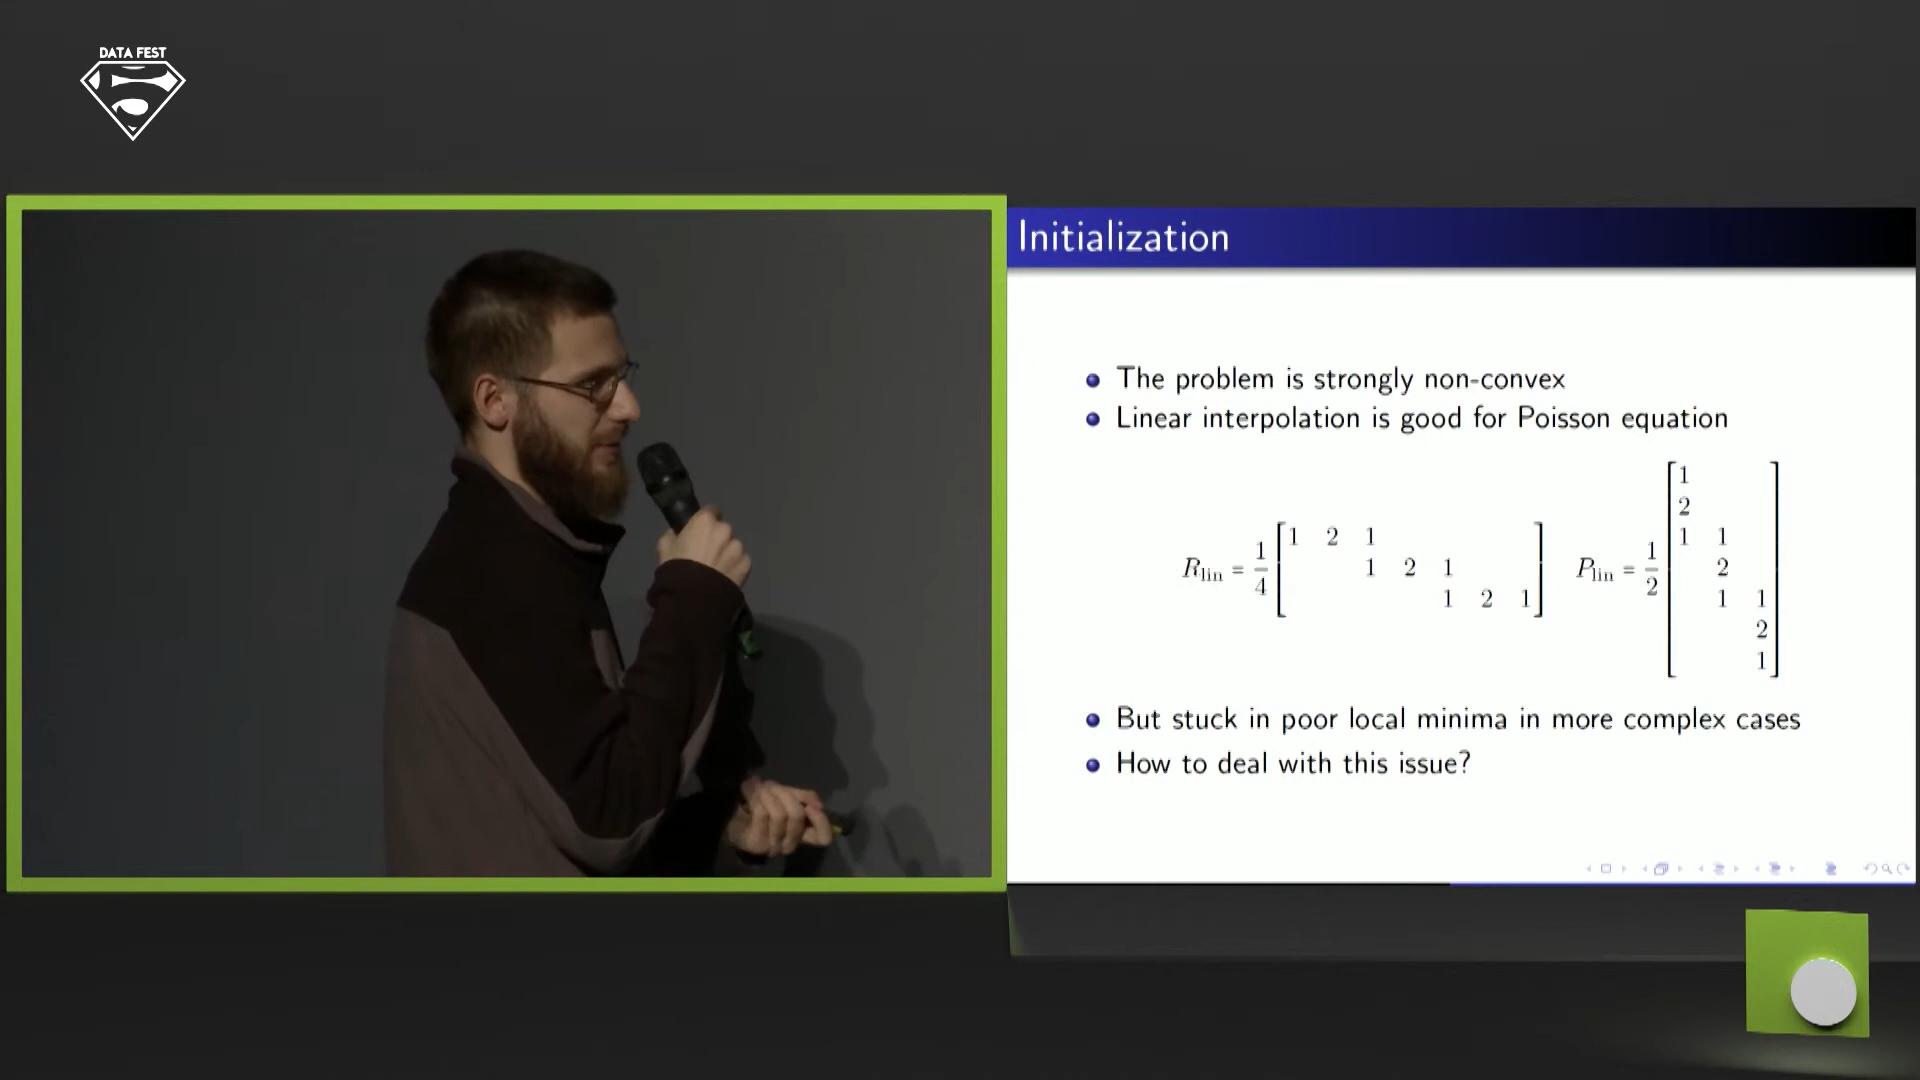 DATA FEST
Initialization
The problem is strongly non-convex
Linear interpolation is good for Poisson equation
R_lin = 1/4 [1 2 1
1 2 1
1 2 1]
P_lin = 1/2 [1
2
1 1
2
1 1
2
1]
But stuck in poor local minima in more complex cases
How to deal with this issue?